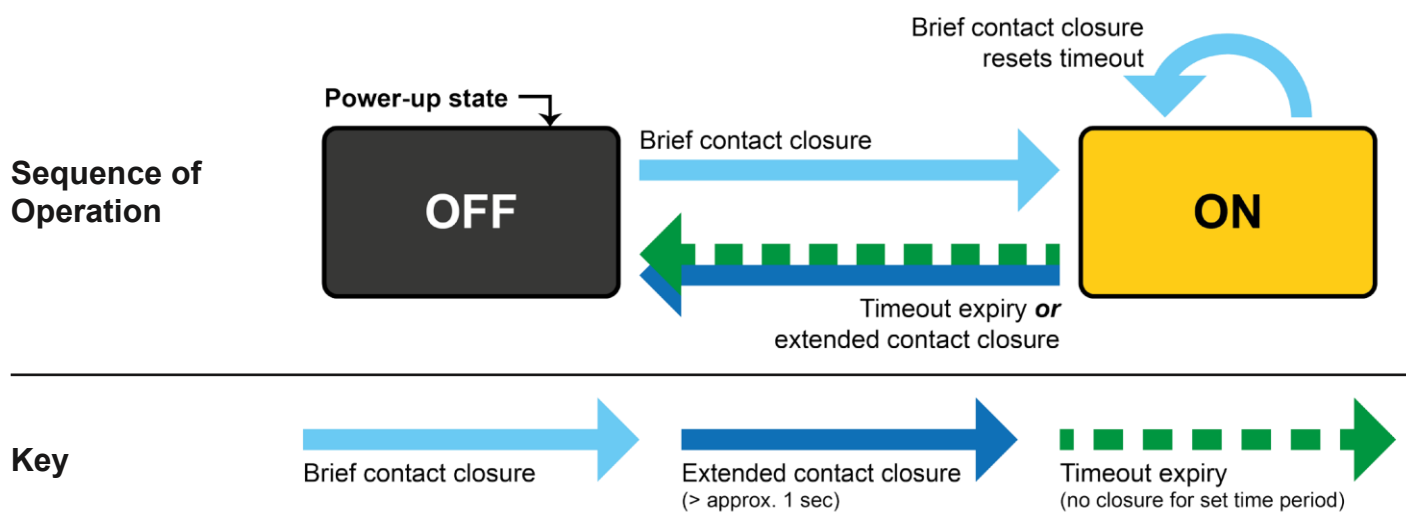 Brief contact closure
resets timeout
Power-up state
Brief contact closure
Sequence of
Operation
OFF
ON
Timeout expiry or
extended contact closure
Key
Brief contact closure
Extended contact closure
(> approx. 1 sec)
Timeout expiry
(no closure for set time period)